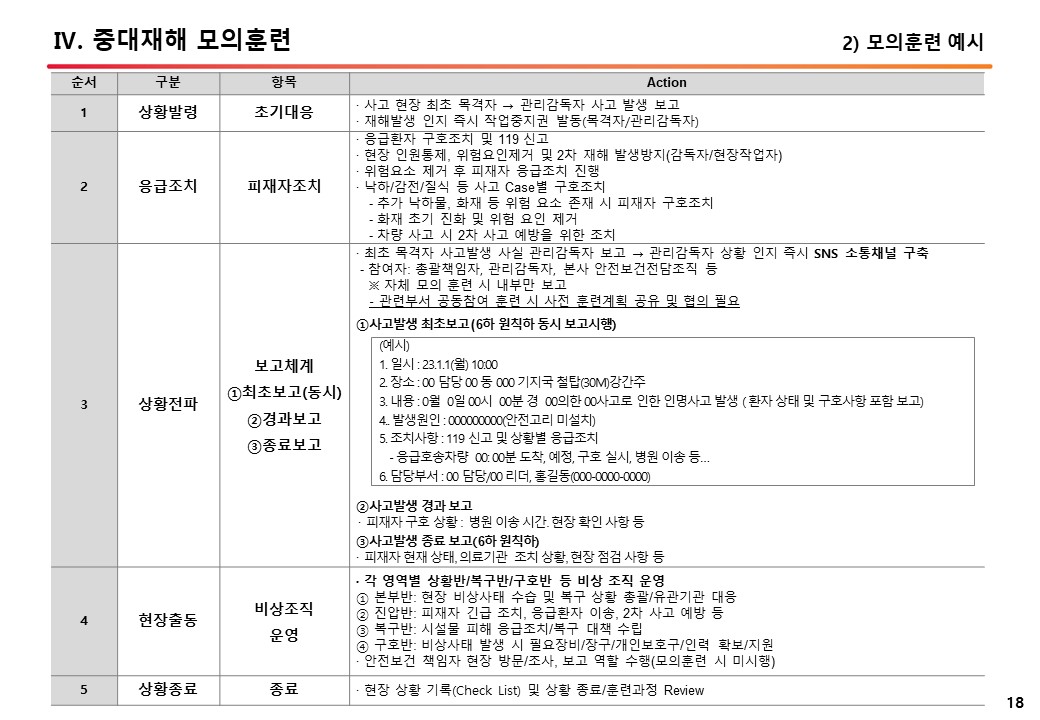 Ⅳ. 중대재해 모의훈련
2) 모의훈련 예시
순서 구분 항목 Action
1 상황발령 초기대응
· 사고 현장 최초 목격자 → 관리감독자 사고 발생 보고
· 재해발생 인지 즉시 작업중지권 발동(목격자/관리감독자)
2 응급조치 피재자조치
· 응급환자 구호조치 및 119 신고
· 현장 인원통제, 위험요인제거 및 2차 재해 발생방지(감독자/현장작업자)
· 위험요소 제거 후 피재자 응급조치 진행
· 낙하/감전/질식 등 사고 Case별 구호조치
- 추가 낙하물, 화재 등 위험 요소 존재 시 피재자 구호조치
- 화재 초기 진화 및 위험 요인 제거
- 차량 사고 시 2차 사고 예방을 위한 조치
3 상황전파
보고체계
①최초보고(동시)
②경과보고
③종료보고
· 최초 목격자 사고발생 사실 관리감독자 보고 → 관리감독자 상황 인지 즉시 SNS 소통채널 구축
- 참여자: 총괄책임자, 관리감독자, 본사 안전보건전담조직 등
※ 자체 모의 훈련 시 내부만 보고
- 관련부서 공동참여 훈련 시 사전 훈련계획 공유 및 협의 필요
①사고발생 최초보고(6하 원칙하 동시 보고시행)
(예시)
1. 일시 : 23.1.1(월) 10:00
2. 장소 : 00 담당 00 동 000 기지국 철탑(30M)강간주
3. 내용 : 0월 0일 00시 00분 경 00의한 00사고로 인한 인명사고 발생 ( 환자 상태 및 구호사항 포함 보고)
4.. 발생원인 : 000000000(안전고리 미설치)
5. 조치사항 : 119 신고 및 상황별 응급조치
- 응급호송차량 00: 00분 도착, 예정, 구호 실시, 병원 이송 등…
6. 담당부서 : 00 담당/00 리더, 홍길동(000-0000-0000)
②사고발생 경과 보고
· 피재자 구호 상황 : 병원 이송 시간. 현장 확인 사항 등
③사고발생 종료 보고(6하 원칙하)
· 피재자 현재 상태, 의료기관 조치 상황, 현장 점검 사항 등
4 현장출동
비상조직
운영
· 각 영역별 상황반/복구반/구호반 등 비상 조직 운영
① 본부반: 현장 비상사태 수습 및 복구 상황 총괄/유관기관 대응
② 진압반: 피재자 긴급 조치, 응급환자 이송, 2차 사고 예방 등
③ 복구반: 시설물 피해 응급조치/복구 대책 수립
④ 구호반: 비상사태 발생 시 필요장비/장구/개인보호구/인력 확보/지원
· 안전보건 책임자 현장 방문/조사, 보고 역할 수행(모의훈련 시 미시행)
5 상황종료 종료
· 현장 상황 기록(Check List) 및 상황 종료/훈련과정 Review
18